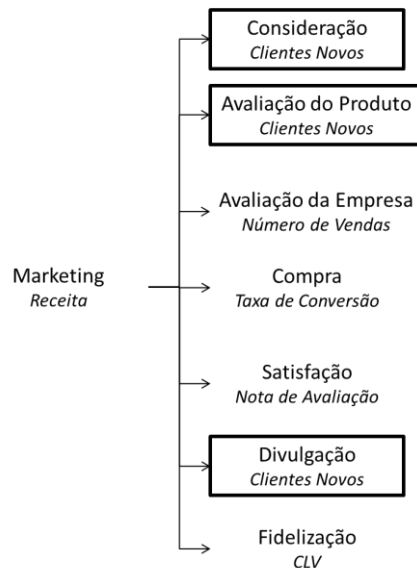 Consideração
Clientes Novos
Avaliação do Produto
Clientes Novos
Avaliação da Empresa
Número de Vendas
Marketing
Receita
Compra
Taxa de Conversão
Satisfação
Nota de Avaliação
Divulgação
Clientes Novos
Fidelização
CLV